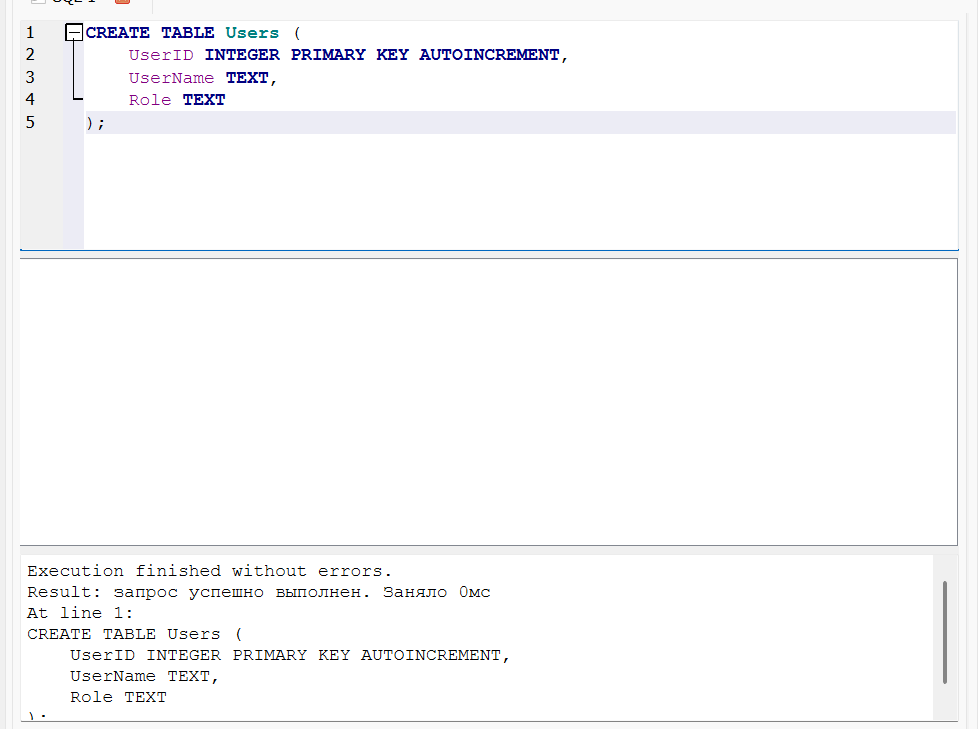 1 CREATE TABLE Users (
2 UserID INTEGER PRIMARY KEY AUTOINCREMENT,
3 UserName TEXT,
4 Role TEXT
5 );
Execution finished without errors.
Result: запрос успешно выполнен. Заняло 0мс
At line 1:
CREATE TABLE Users (
UserID INTEGER PRIMARY KEY AUTOINCREMENT,
UserName TEXT,
Role TEXT
);